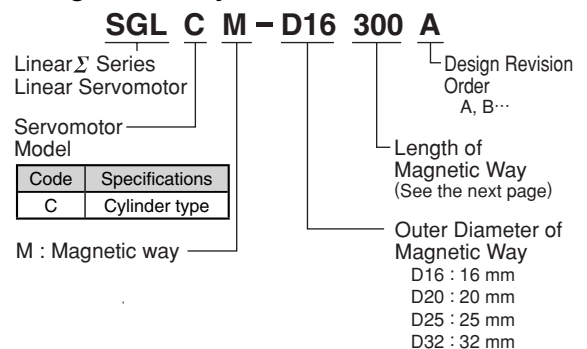 SGL C M - D16 300 A
Linear Σ Series
Linear Servomotor
Servomotor
Model
Code Specifications
C Cylinder type
M : Magnetic way
Design Revision
Order
A, B···
Length of
Magnetic Way
(See the next page)
Outer Diameter of
Magnetic Way
D16 : 16 mm
D20 : 20 mm
D25 : 25 mm
D32 : 32 mm